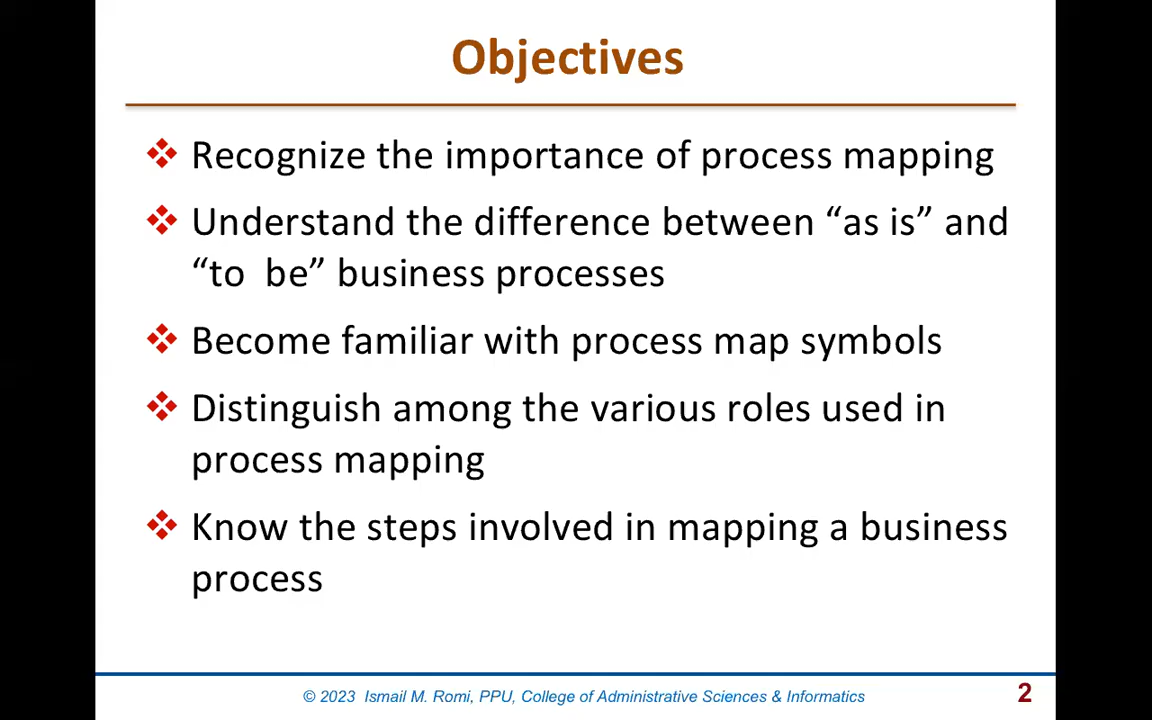 Objectives
Recognize the importance of process mapping
Understand the difference between “as is” and
“to  be” business processes
Become familiar with process map symbols
Distinguish among the various roles used in
process mapping
Know the steps involved in mapping a business
process
© 2023  Ismail M. Romi, PPU, College of Administrative Sciences & Informatics
2